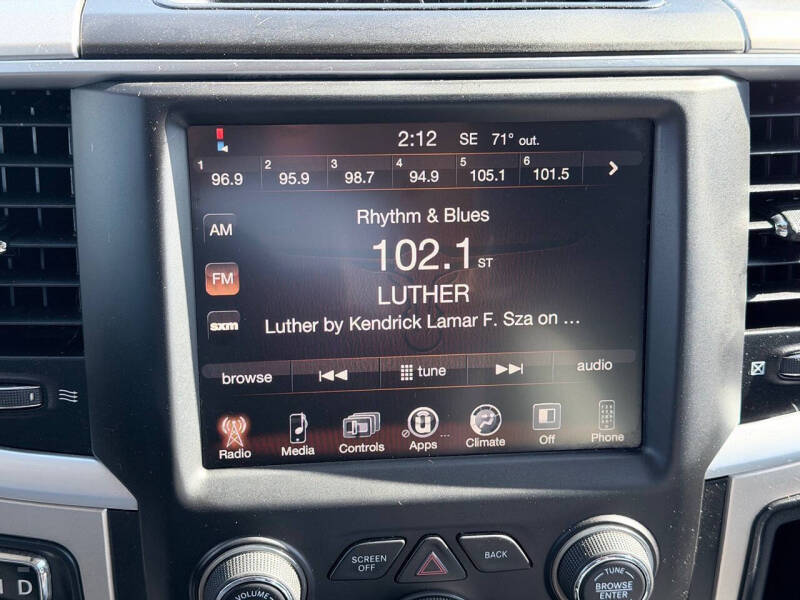 2:12 SE 71° out.
1 96.9 2 95.9 3 98.7 4 94.9 5 105.1 6 101.5
Rhythm & Blues
AM
102.1 ST
FM
LUTHER
sxm
Luther by Kendrick Lamar F. Sza on ...
browse tune audio
Radio Media Controls Apps Climate Off Phone
SCREEN OFF
BACK
TUNE
BROWSE
ENTER
VOLUME
D